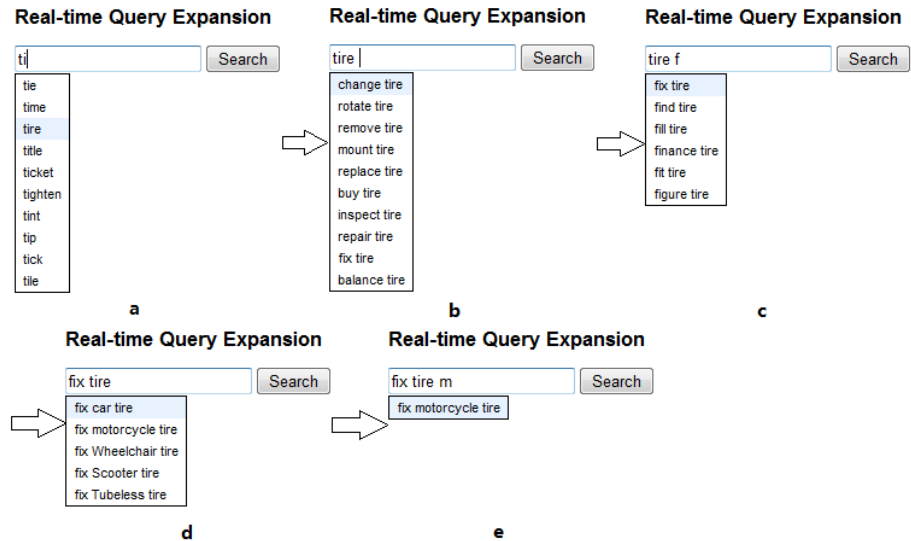 Real-time Query Expansion
ti
Search
tie
time
tire
title
ticket
tighten
tint
tip
tick
tile
a
Real-time Query Expansion
tire
Search
change tire
rotate tire
remove tire
mount tire
replace tire
buy tire
inspect tire
repair tire
fix tire
balance tire
b
Real-time Query Expansion
tire f
Search
fix tire
find tire
fill tire
finance tire
fit tire
figure tire
c
Real-time Query Expansion
fix tire
Search
fix car tire
fix motorcycle tire
fix Wheelchair tire
fix Scooter tire
fix Tubeless tire
d
Real-time Query Expansion
fix tire m
Search
fix motorcycle tire
e